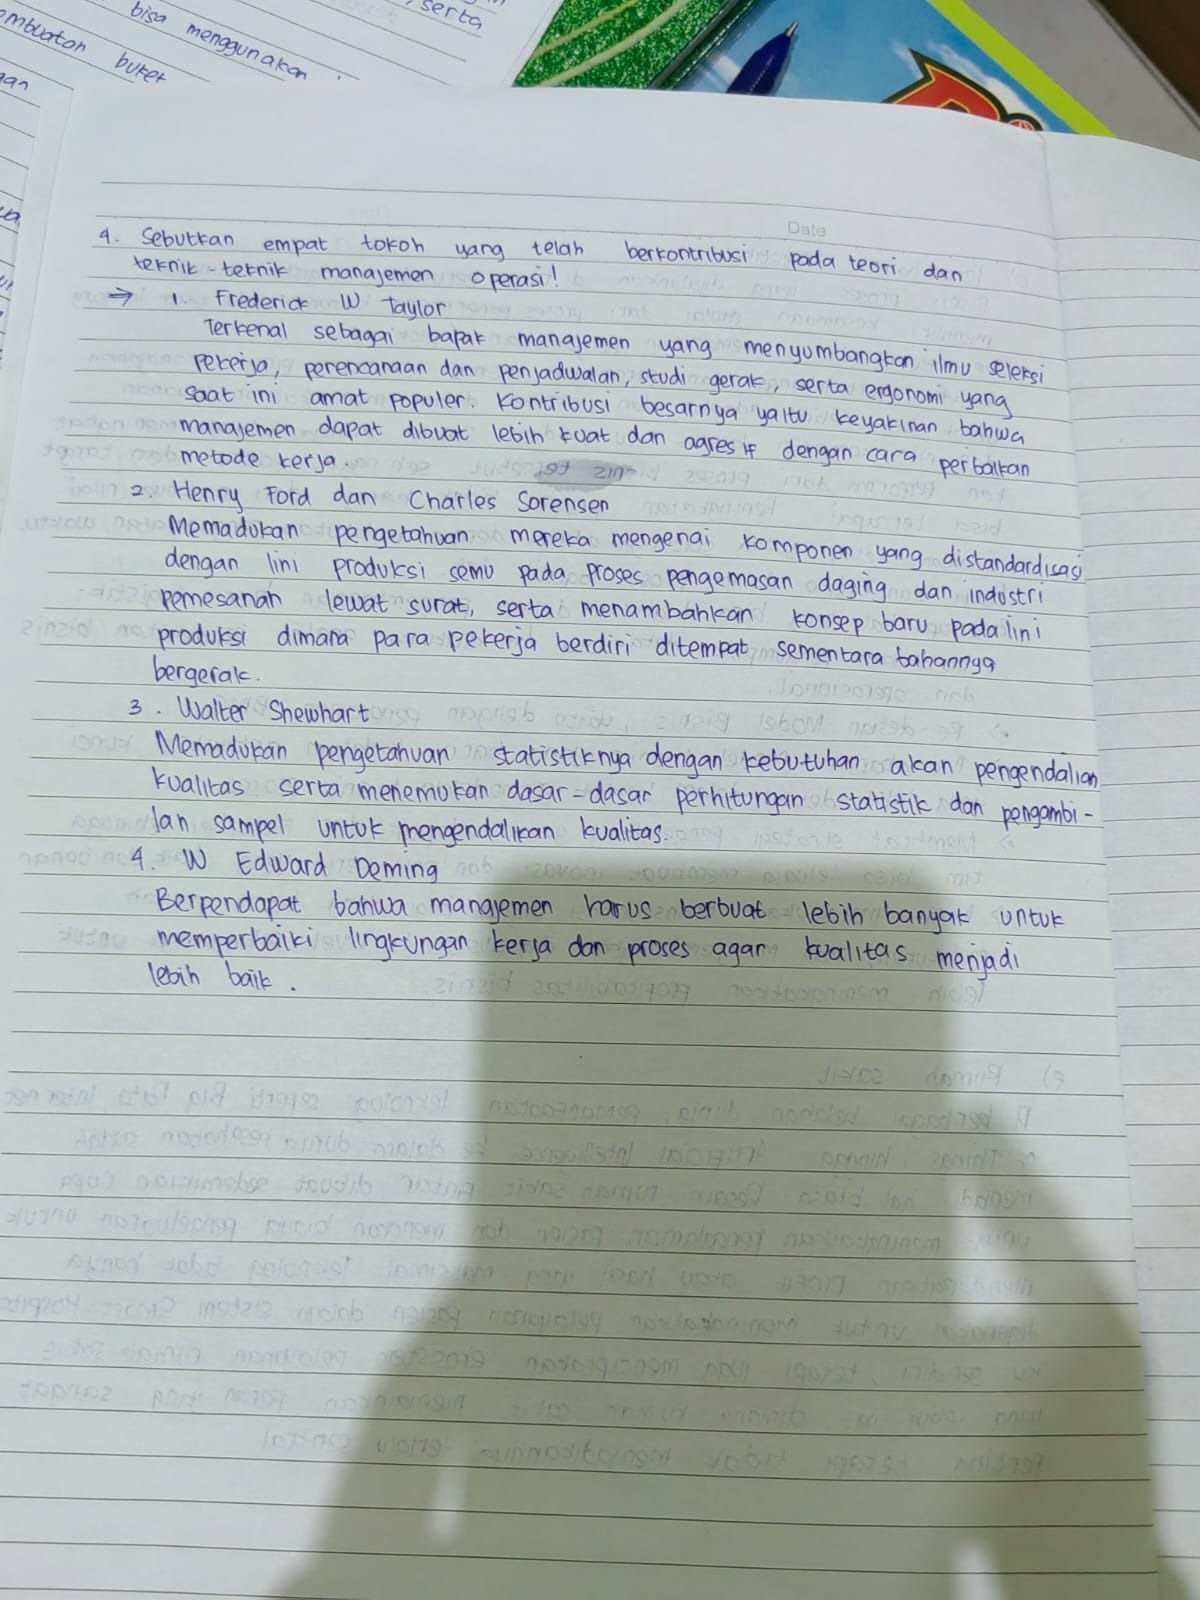 , serta
bisa menggunakan
embuatan buket
gan
Date
4. Sebutkan empat tokoh yang telah berkontribusi pada teori dan
teknik-teknik manajemen operasi!
→ 1. Frederick W Taylor
Terkenal sebagai bapak manajemen yang menyumbangkan ilmu seleksi
pekerja, perencanaan dan penjadwalan, studi gerak, serta ergonomi yang
saat ini amat populer. Kontribusi besarnya yaitu keyakinan bahwa
manajemen dapat dibuat lebih kuat dan agresif dengan cara perbaikan
metode kerja.
2. Henry Ford dan Charles Sorensen
Memadukan pengetahuan mereka mengenai komponen yang distandardisasi
dengan lini produksi semu pada proses pengemasan daging dan industri
pemesanan lewat surat, serta menambahkan konsep baru pada lini
produksi dimana para pekerja berdiri ditempat sementara bahannya
bergerak.
3. Walter Shewhart
Memadukan pengetahuan statistiknya dengan kebutuhan akan pengendalian
kualitas serta menemukan dasar-dasar perhitungan statistik dan pengambi-
lan sampel untuk mengendalikan kualitas.
4. W Edward Deming
Berpendapat bahwa manajemen harus berbuat lebih banyak untuk
memperbaiki lingkungan kerja dan proses agar kualitas menjadi
lebih baik.